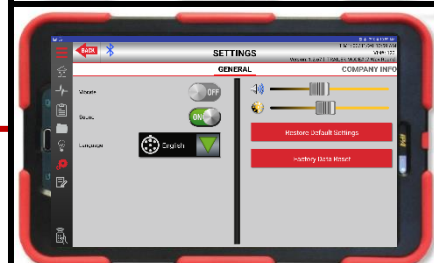 BACK
SETTINGS
GENERAL
COMPANY INFO
Vibrate
OFF
Sound
ON
Language
English
Restore Default Settings
Factory Data Reset